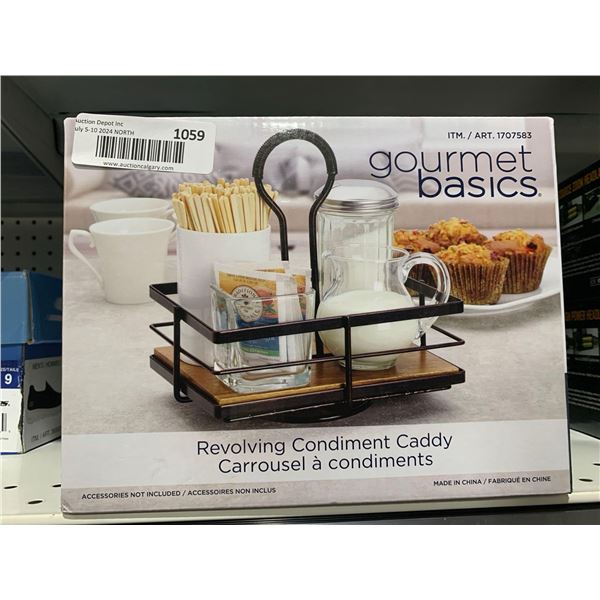 Auction Depot Inc
July 5-10 2024 NORTH
1059
www.auctioncalgary.com
ITM. / ART. 1707583
gourmet
basics®
Revolving Condiment Caddy
Carrousel à condiments
ACCESSORIES NOT INCLUDED / ACCESSOIRES NON INCLUS
MADE IN CHINA / FABRIQUÉ EN CHINE
9